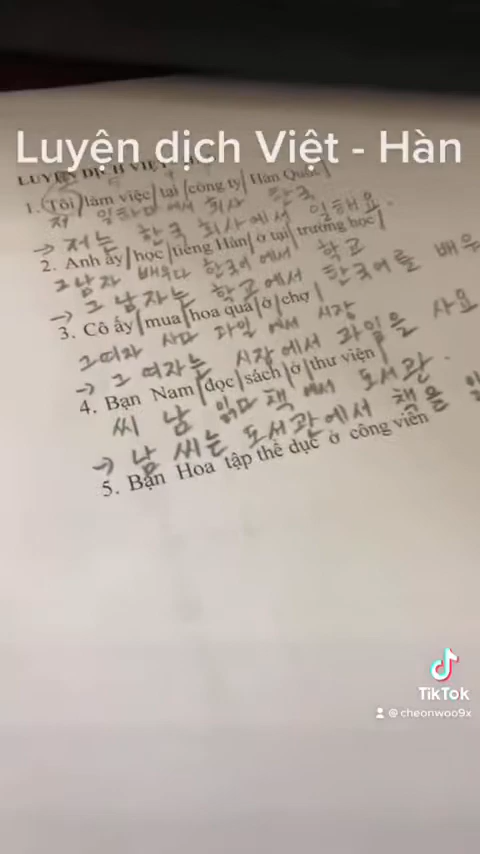 Luyện dịch Việt - Hàn
LUYỆN DỊCH VIỆT
1. Tôi làm việc tại công ty Hàn Quốc
저 일하다 에서 회사 한국
→ 저는 한국 회사에서 일해요.
2. Anh ấy học tiếng Hàn ở tại trường học
그 남자 배우다 한국어 에서 학교
→ 그 남자는 학교에서 한국어를 배우
3. Cô ấy mua hoa quả ở chợ
그 여자 사다 과일 에서 시장
→ 그 여자는 시장에서 과일을 사요
4. Bạn Nam đọc sách ở thư viện
씨 남 읽다 책 에서 도서관
→ 남 씨는 도서관에서 책을
5. Bạn Hoa tập thể dục ở công viên
TikTok
@cheonwoo9x